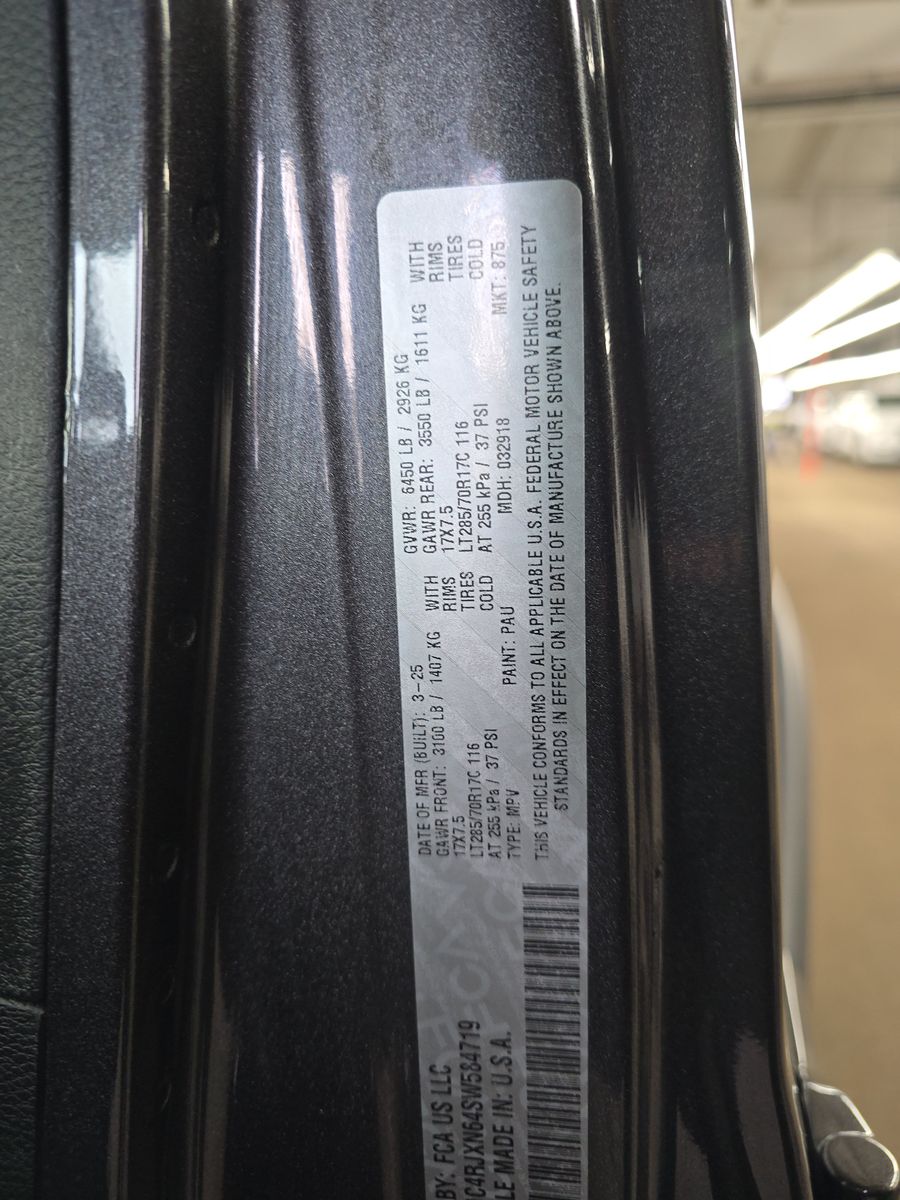 BY: FCA US LLC
C4RJXN64SW584719
LE MADE IN: U.S.A.
DATE OF MFR (BUILT): 3-25 GVWR: 6450 LB / 2926 KG
GAWR FRONT: 3100 LB / 1407 KG WITH GAWR REAR: 3550 LB / 1611 KG WITH
17X7.5 RIMS 17X7.5 RIMS
LT285/70R17C 116 TIRES LT285/70R17C 116 TIRES
AT 255 kPa / 37 PSI COLD AT 255 kPa / 37 PSI COLD
TYPE: MPV PAINT: PAU MDH: 032918 MKT: 875
THIS VEHICLE CONFORMS TO ALL APPLICABLE U.S.A. FEDERAL MOTOR VEHICLE SAFETY
STANDARDS IN EFFECT ON THE DATE OF MANUFACTURE SHOWN ABOVE.